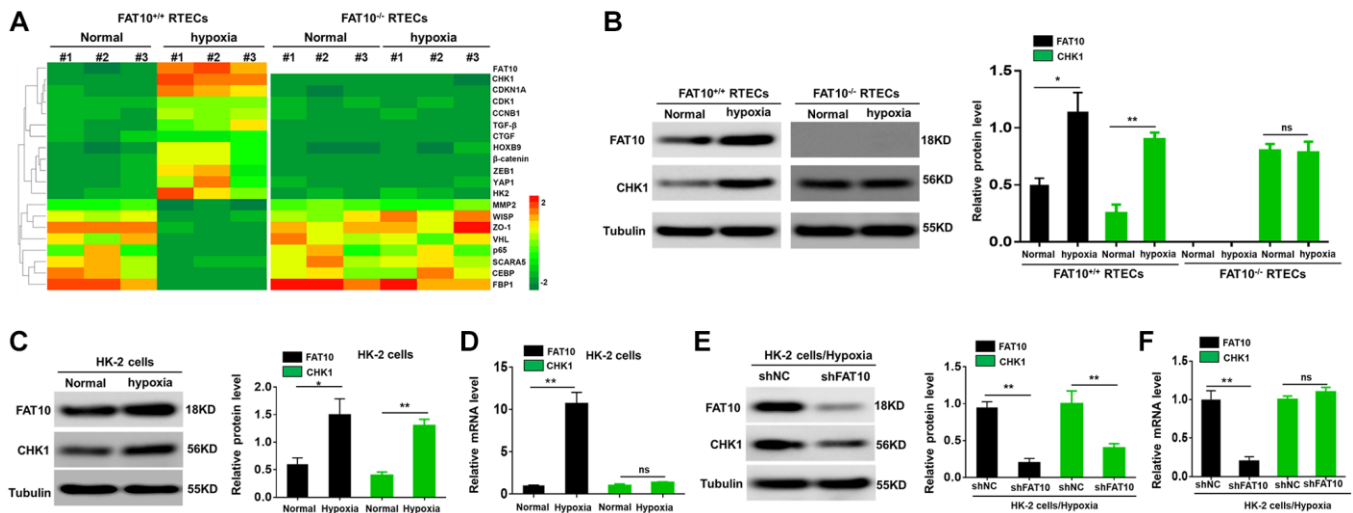 A
FAT10+/+ RTECs
FAT10-/- RTECs
Normal
hypoxia
Normal
hypoxia
#1 #2 #3 #1 #2 #3 #1 #2 #3 #1 #2 #3
FAT10
CHK1
CDKN1A
CDK1
CCNB1
TGF-β
CTGF
HOXB9
β-catenin
ZEB1
YAP1
HK2
MMP2
WISP
ZO-1
VHL
p65
SCARA5
CEBP
FBP1
2
-2
B
FAT10+/+ RTECs
FAT10-/- RTECs
Normal hypoxia
Normal hypoxia
FAT10
18KD
CHK1
56KD
Tubulin
55KD
FAT10
CHK1
Relative protein level
1.5
1.0
0.5
0.0
*
**
ns
Normal hypoxia Normal hypoxia Normal hypoxia Normal hypoxia
FAT10+/+ RTECs
FAT10-/- RTECs
C
HK-2 cells
Normal hypoxia
FAT10
18KD
CHK1
56KD
Tubulin
55KD
FAT10
CHK1
HK-2 cells
Relative protein level
2.0
1.5
1.0
0.5
0.0
*
**
Normal Hypoxia Normal Hypoxia
D
FAT10
CHK1
HK-2 cells
Relative mRNA level
15
10
5
0
**
ns
Normal Hypoxia Normal Hypoxia
E
HK-2 cells/Hypoxia
shNC shFAT10
FAT10
18KD
CHK1
56KD
Tubulin
55KD
FAT10
CHK1
Relative protein level
1.5
1.0
0.5
0.0
**
**
shNC shFAT10 shNC shFAT10
HK-2 cells/Hypoxia
F
FAT10
CHK1
Relative mRNA level
1.5
1.0
0.5
0.0
**
ns
shNC shFAT10 shNC shFAT10
HK-2 cells/Hypoxia